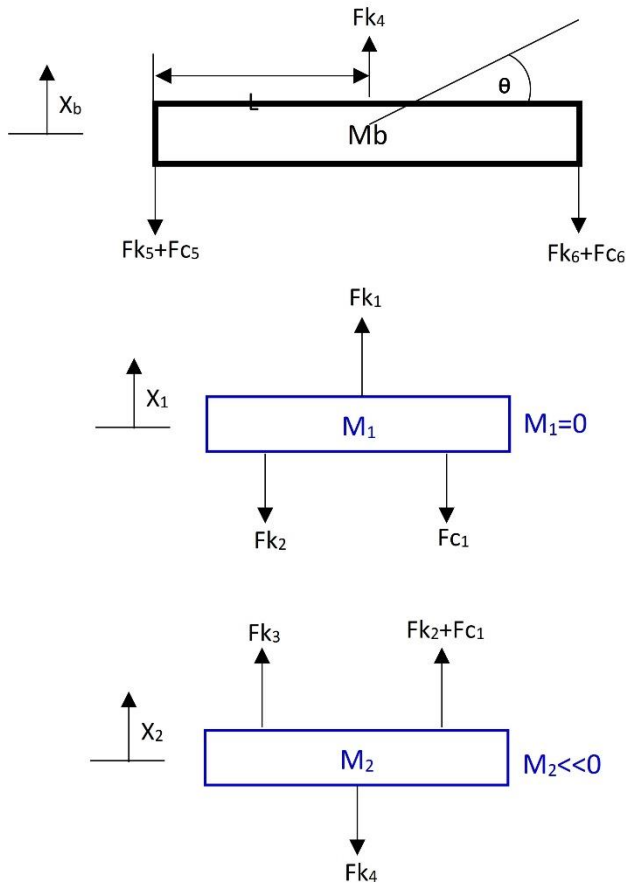 Fk₄
X_b
L
θ
Mb
Fk₅+Fc₅
Fk₆+Fc₆
Fk₁
X₁
M₁
M₁=0
Fk₂
Fc₁
Fk₃
Fk₂+Fc₁
X₂
M₂
M₂<<0
Fk₄